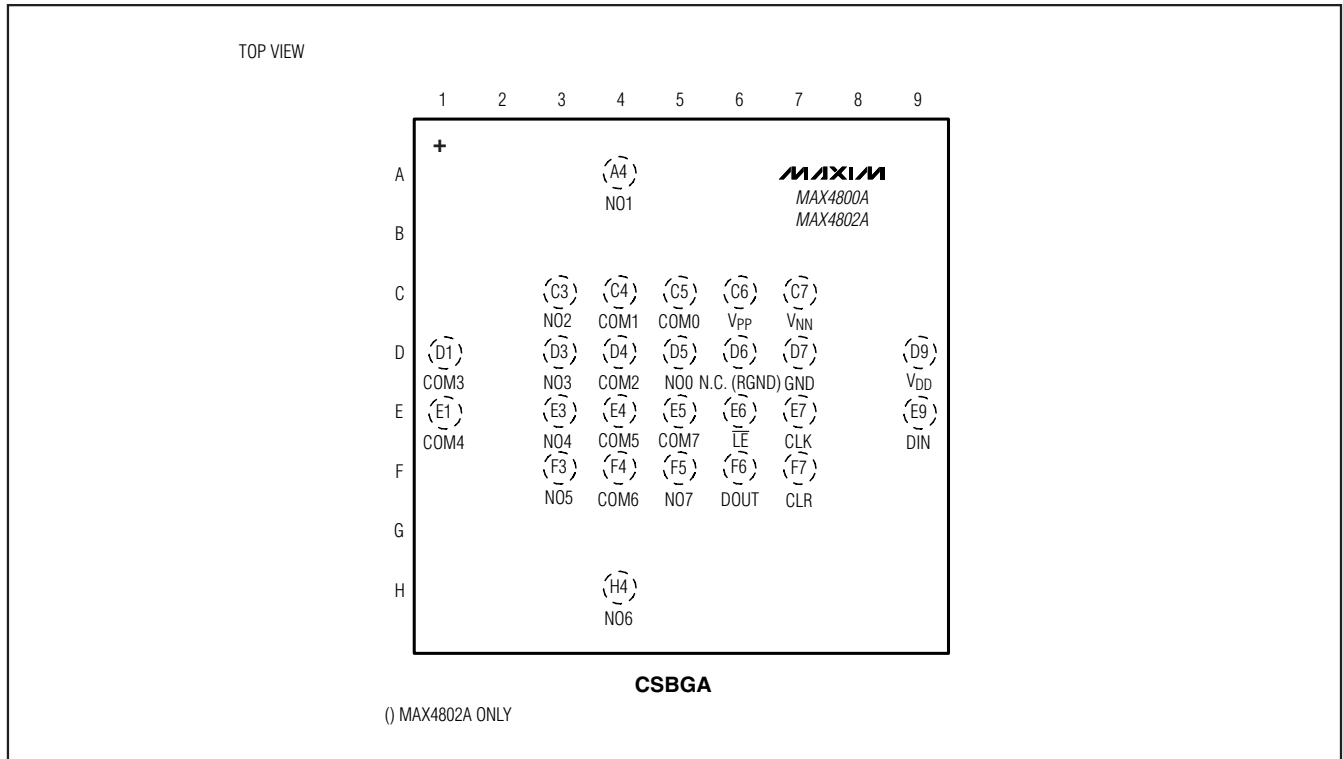 TOP VIEW
1 2 3 4 5 6 7 8 9
+
A A4 MAXIM
NO1 MAX4800A
MAX4802A
B
C C3 C4 C5 C6 C7
NO2 COM1 COM0 VPP VNN
D D1 D3 D4 D5 D6 D7 D9
COM3 NO3 COM2 NO0 N.C. (RGND) GND VDD
E E1 E3 E4 E5 E6 E7 E9
COM4 NO4 COM5 COM7 L̅E̅ CLK DIN
F F3 F4 F5 F6 F7
NO5 COM6 NO7 DOUT CLR
G
H H4
NO6
CSBGA
() MAX4802A ONLY